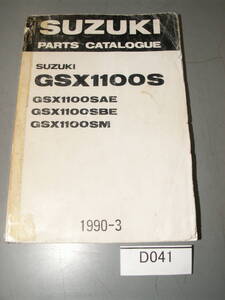 SUZUKI
PARTS CATALOGUE
SUZUKI
GSX1100S
GSX1100SAE
GSX1100SBE
GSX1100SM
1990-3
D041